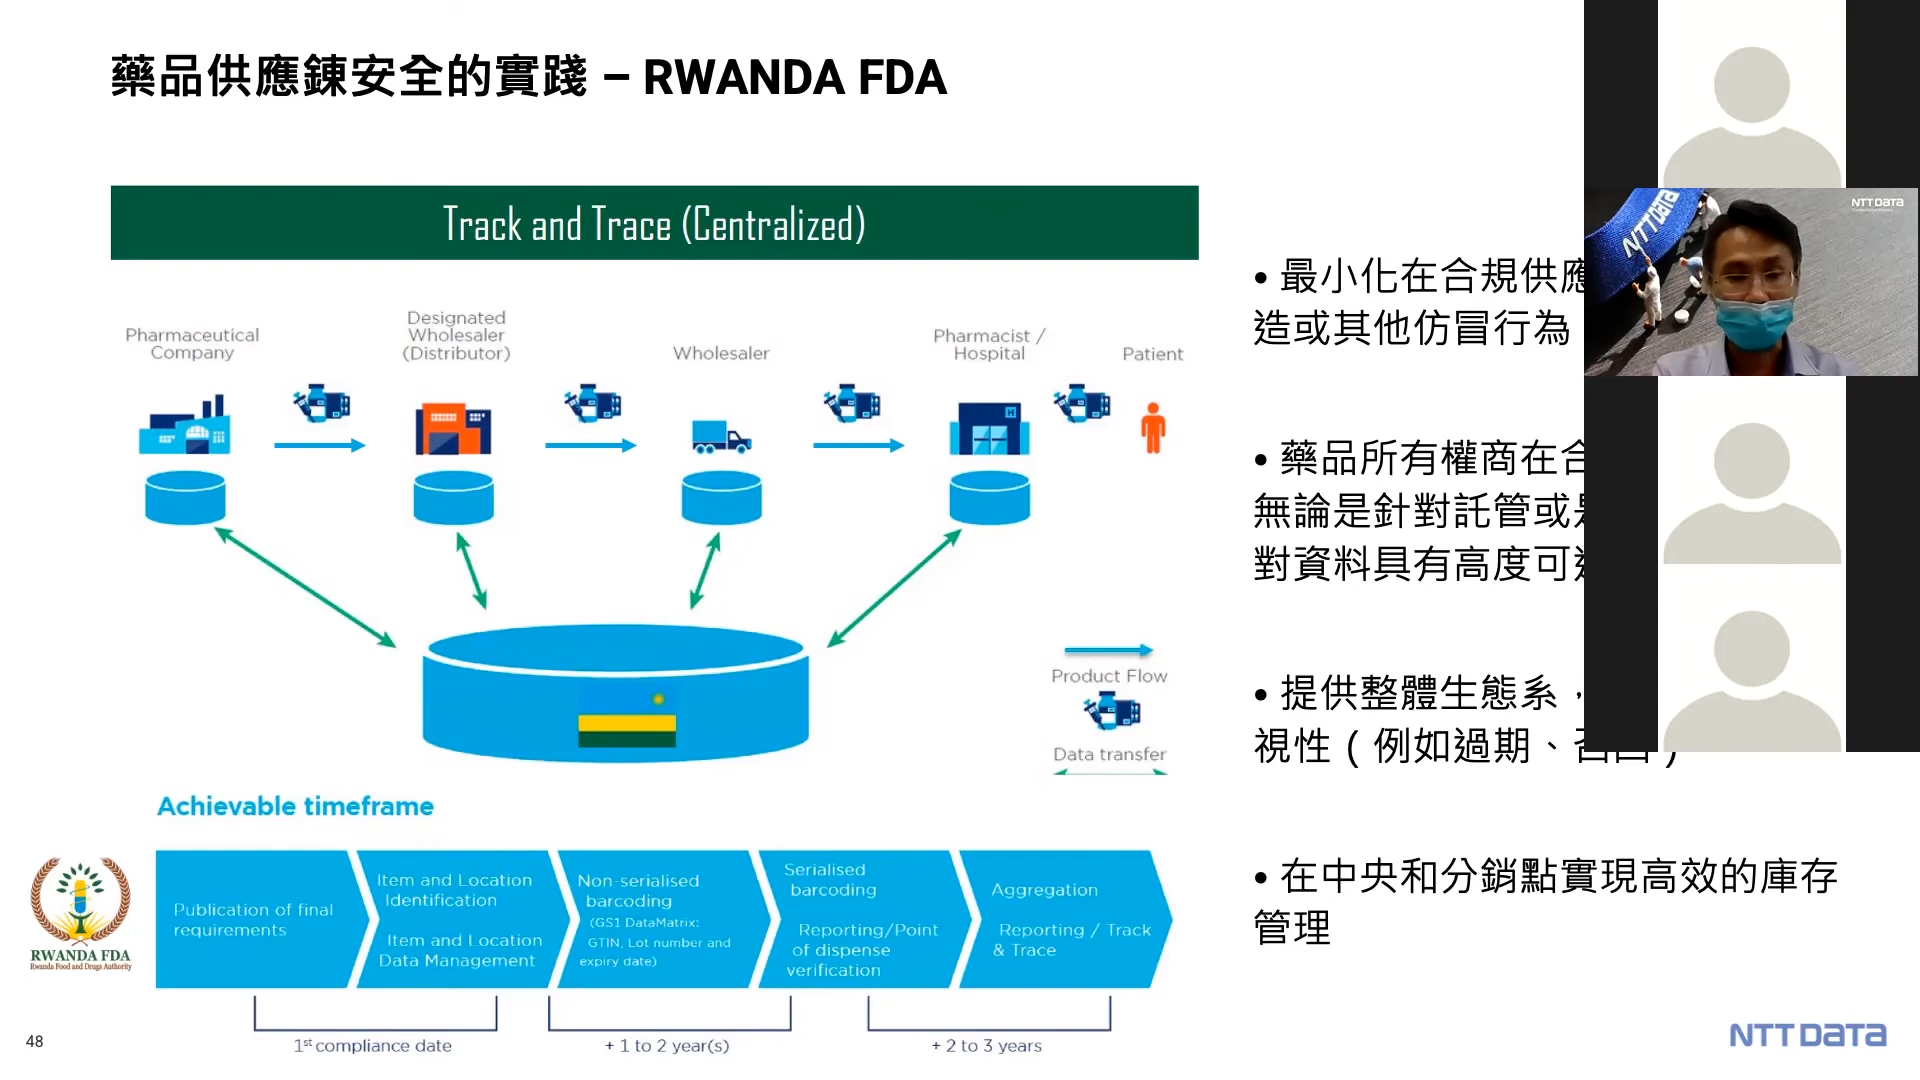 藥品供應鍊安全的實踐 – RWANDA FDA
Track and Trace (Centralized)
Pharmaceutical
Company
Designated
Wholesaler
(Distributor)
Wholesaler
Pharmacist /
Hospital
Patient
H
Product Flow
Data transfer
Achievable timeframe
Publication of final
requirements
Item and Location
Identification
Item and Location
Data Management
Non-serialised
barcoding
(GS1 DataMatrix:
GTIN, Lot number and
expiry date)
Serialised
barcoding
Reporting/Point
of dispense
verification
Aggregation
Reporting / Track
& Trace
1st compliance date
+ 1 to 2 year(s)
+ 2 to 3 years
RWANDA FDA
Rwanda Food and Drugs Authority
48
• 最小化在合規供應
造或其他仿冒行為
• 藥品所有權商在合
無論是針對託管或是
對資料具有高度可
• 提供整體生態系，
視性（例如過期、召回）
• 在中央和分銷點實現高效的庫存
管理
NTT DATA
NTT DATA
NTT DATA